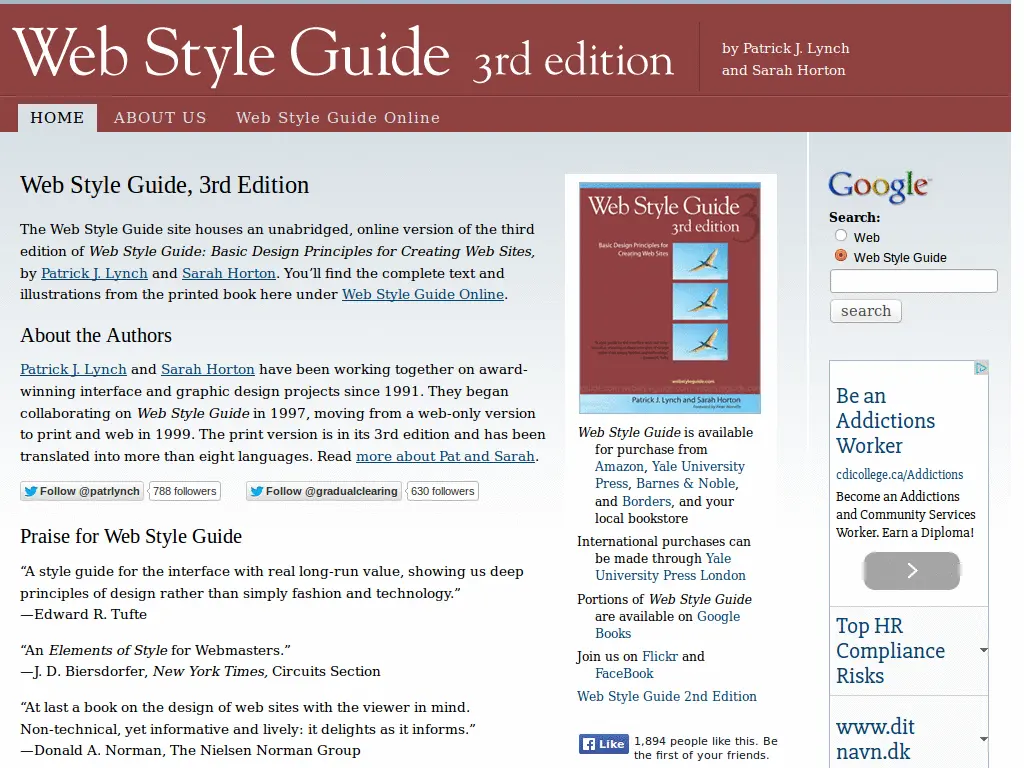 Web Style Guide 3rd edition
by Patrick J. Lynch
and Sarah Horton
HOME ABOUT US Web Style Guide Online
Web Style Guide, 3rd Edition
The Web Style Guide site houses an unabridged, online version of the third
edition of Web Style Guide: Basic Design Principles for Creating Web Sites,
by Patrick J. Lynch and Sarah Horton. You’ll find the complete text and
illustrations from the printed book here under Web Style Guide Online.
About the Authors
Patrick J. Lynch and Sarah Horton have been working together on award-
winning interface and graphic design projects since 1991. They began
collaborating on Web Style Guide in 1997, moving from a web-only version
to print and web in 1999. The print version is in its 3rd edition and has been
translated into more than eight languages. Read more about Pat and Sarah.
Follow @patrlynch 788 followers Follow @gradualclearing 630 followers
Praise for Web Style Guide
“A style guide for the interface with real long-run value, showing us deep
principles of design rather than simply fashion and technology.”
—Edward R. Tufte
“An Elements of Style for Webmasters.”
—J. D. Biersdorfer, New York Times, Circuits Section
“At last a book on the design of web sites with the viewer in mind.
Non-technical, yet informative and lively: it delights as it informs.”
—Donald A. Norman, The Nielsen Norman Group
Web Style Guide 3
3rd edition
Basic Design Principles for
Creating Web Sites
webstyleguide.com
Patrick J. Lynch and Sarah Horton
Web Style Guide is available
for purchase from
Amazon, Yale University
Press, Barnes & Noble,
and Borders, and your
local bookstore
International purchases can
be made through Yale
University Press London
Portions of Web Style Guide
are available on Google
Books
Join us on Flickr and
FaceBook
Web Style Guide 2nd Edition
Like 1,894 people like this. Be
the first of your friends.
Google
Search:
Web
Web Style Guide
search
Be an
Addictions
Worker
cdicollege.ca/Addictions
Become an Addictions
and Community Services
Worker. Earn a Diploma!
Top HR
Compliance
Risks
www.dit
navn.dk